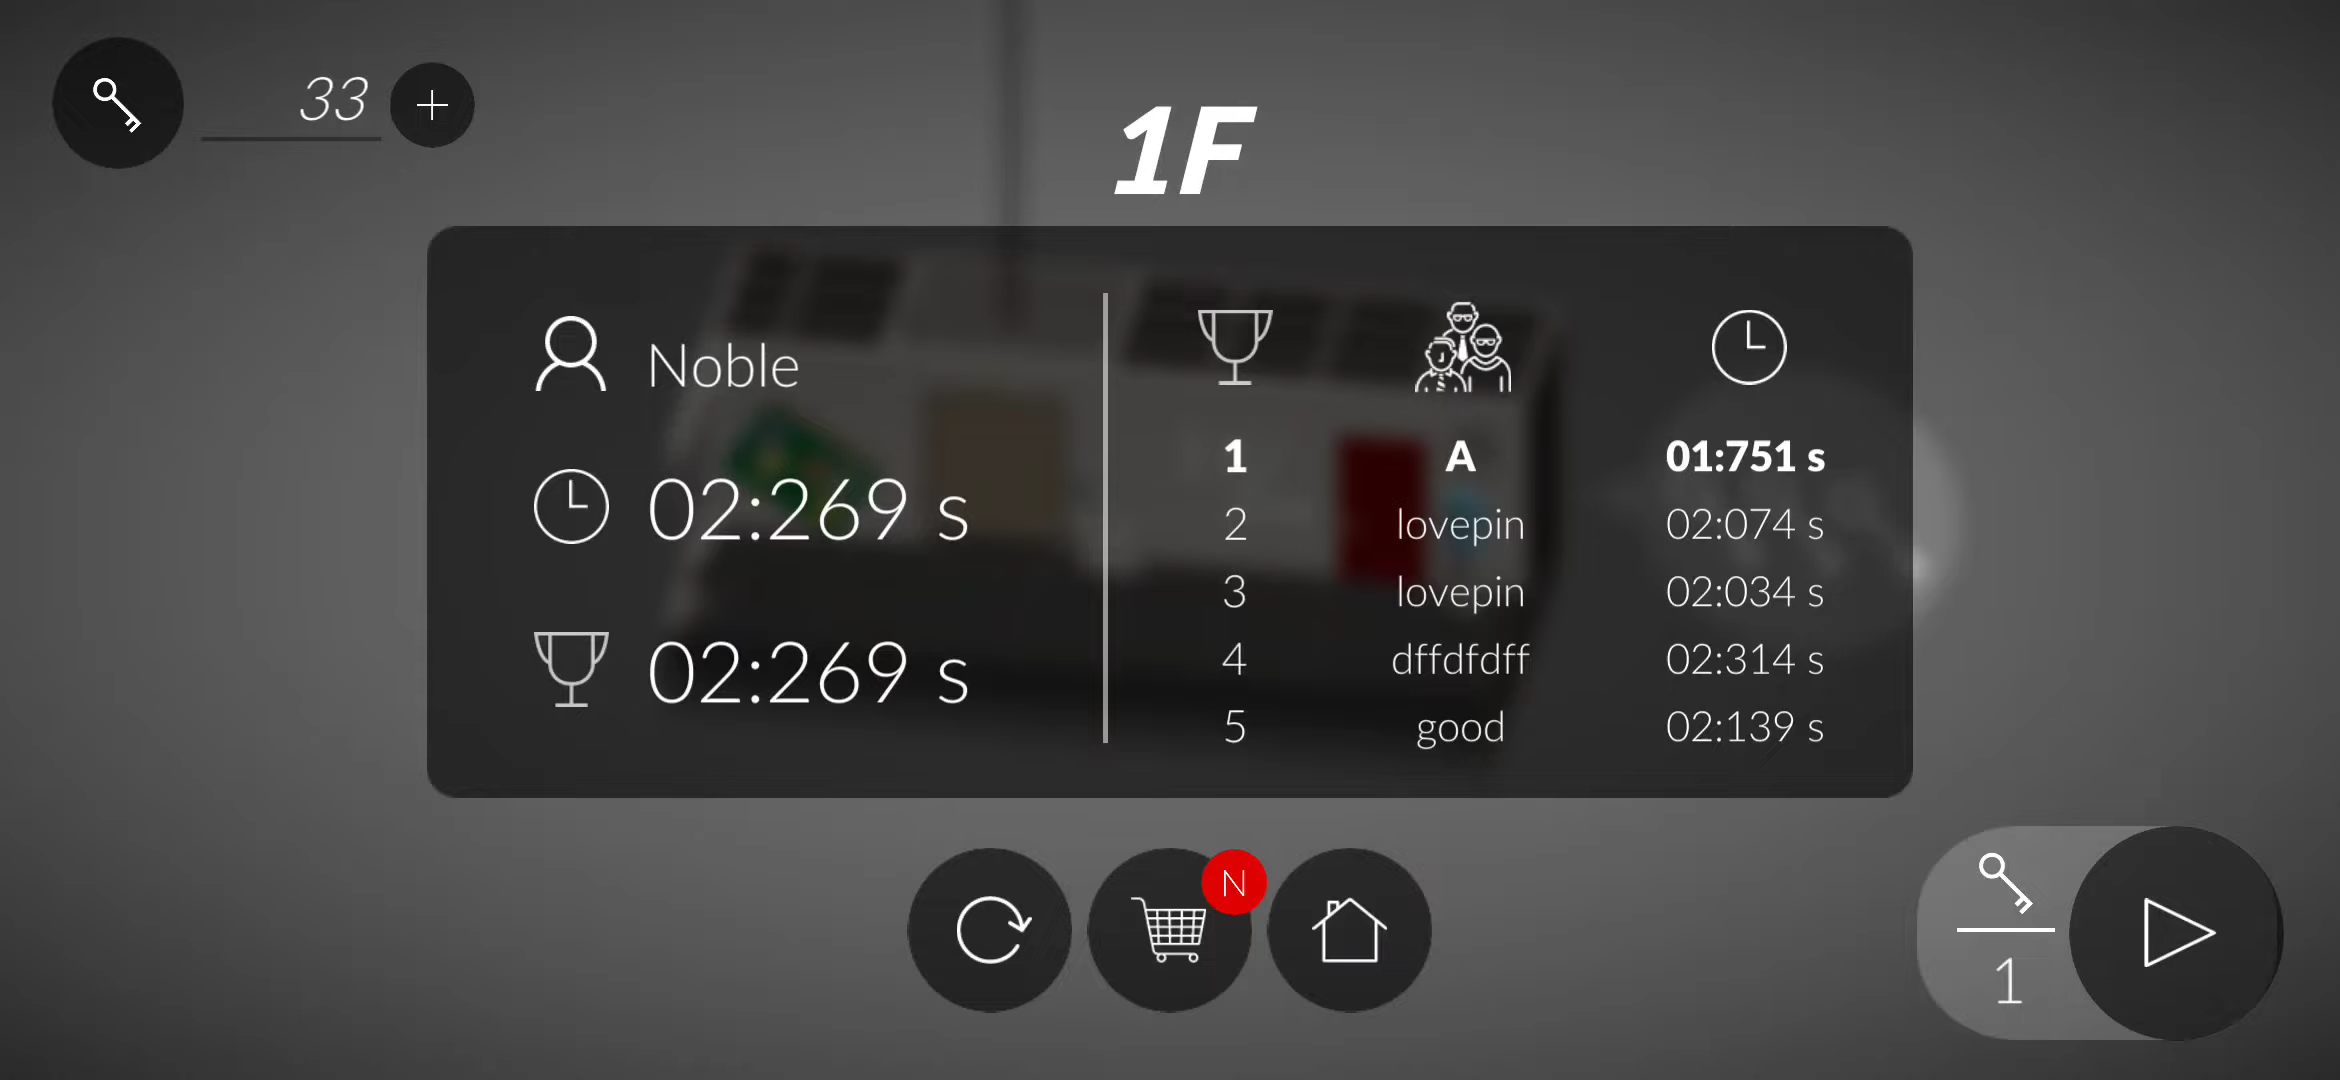 33
1F
Noble
02:269 s
02:269 s
1 A 01:751 s
2 lovepin 02:074 s
3 lovepin 02:034 s
4 dffdfdff 02:314 s
5 good 02:139 s
N
1